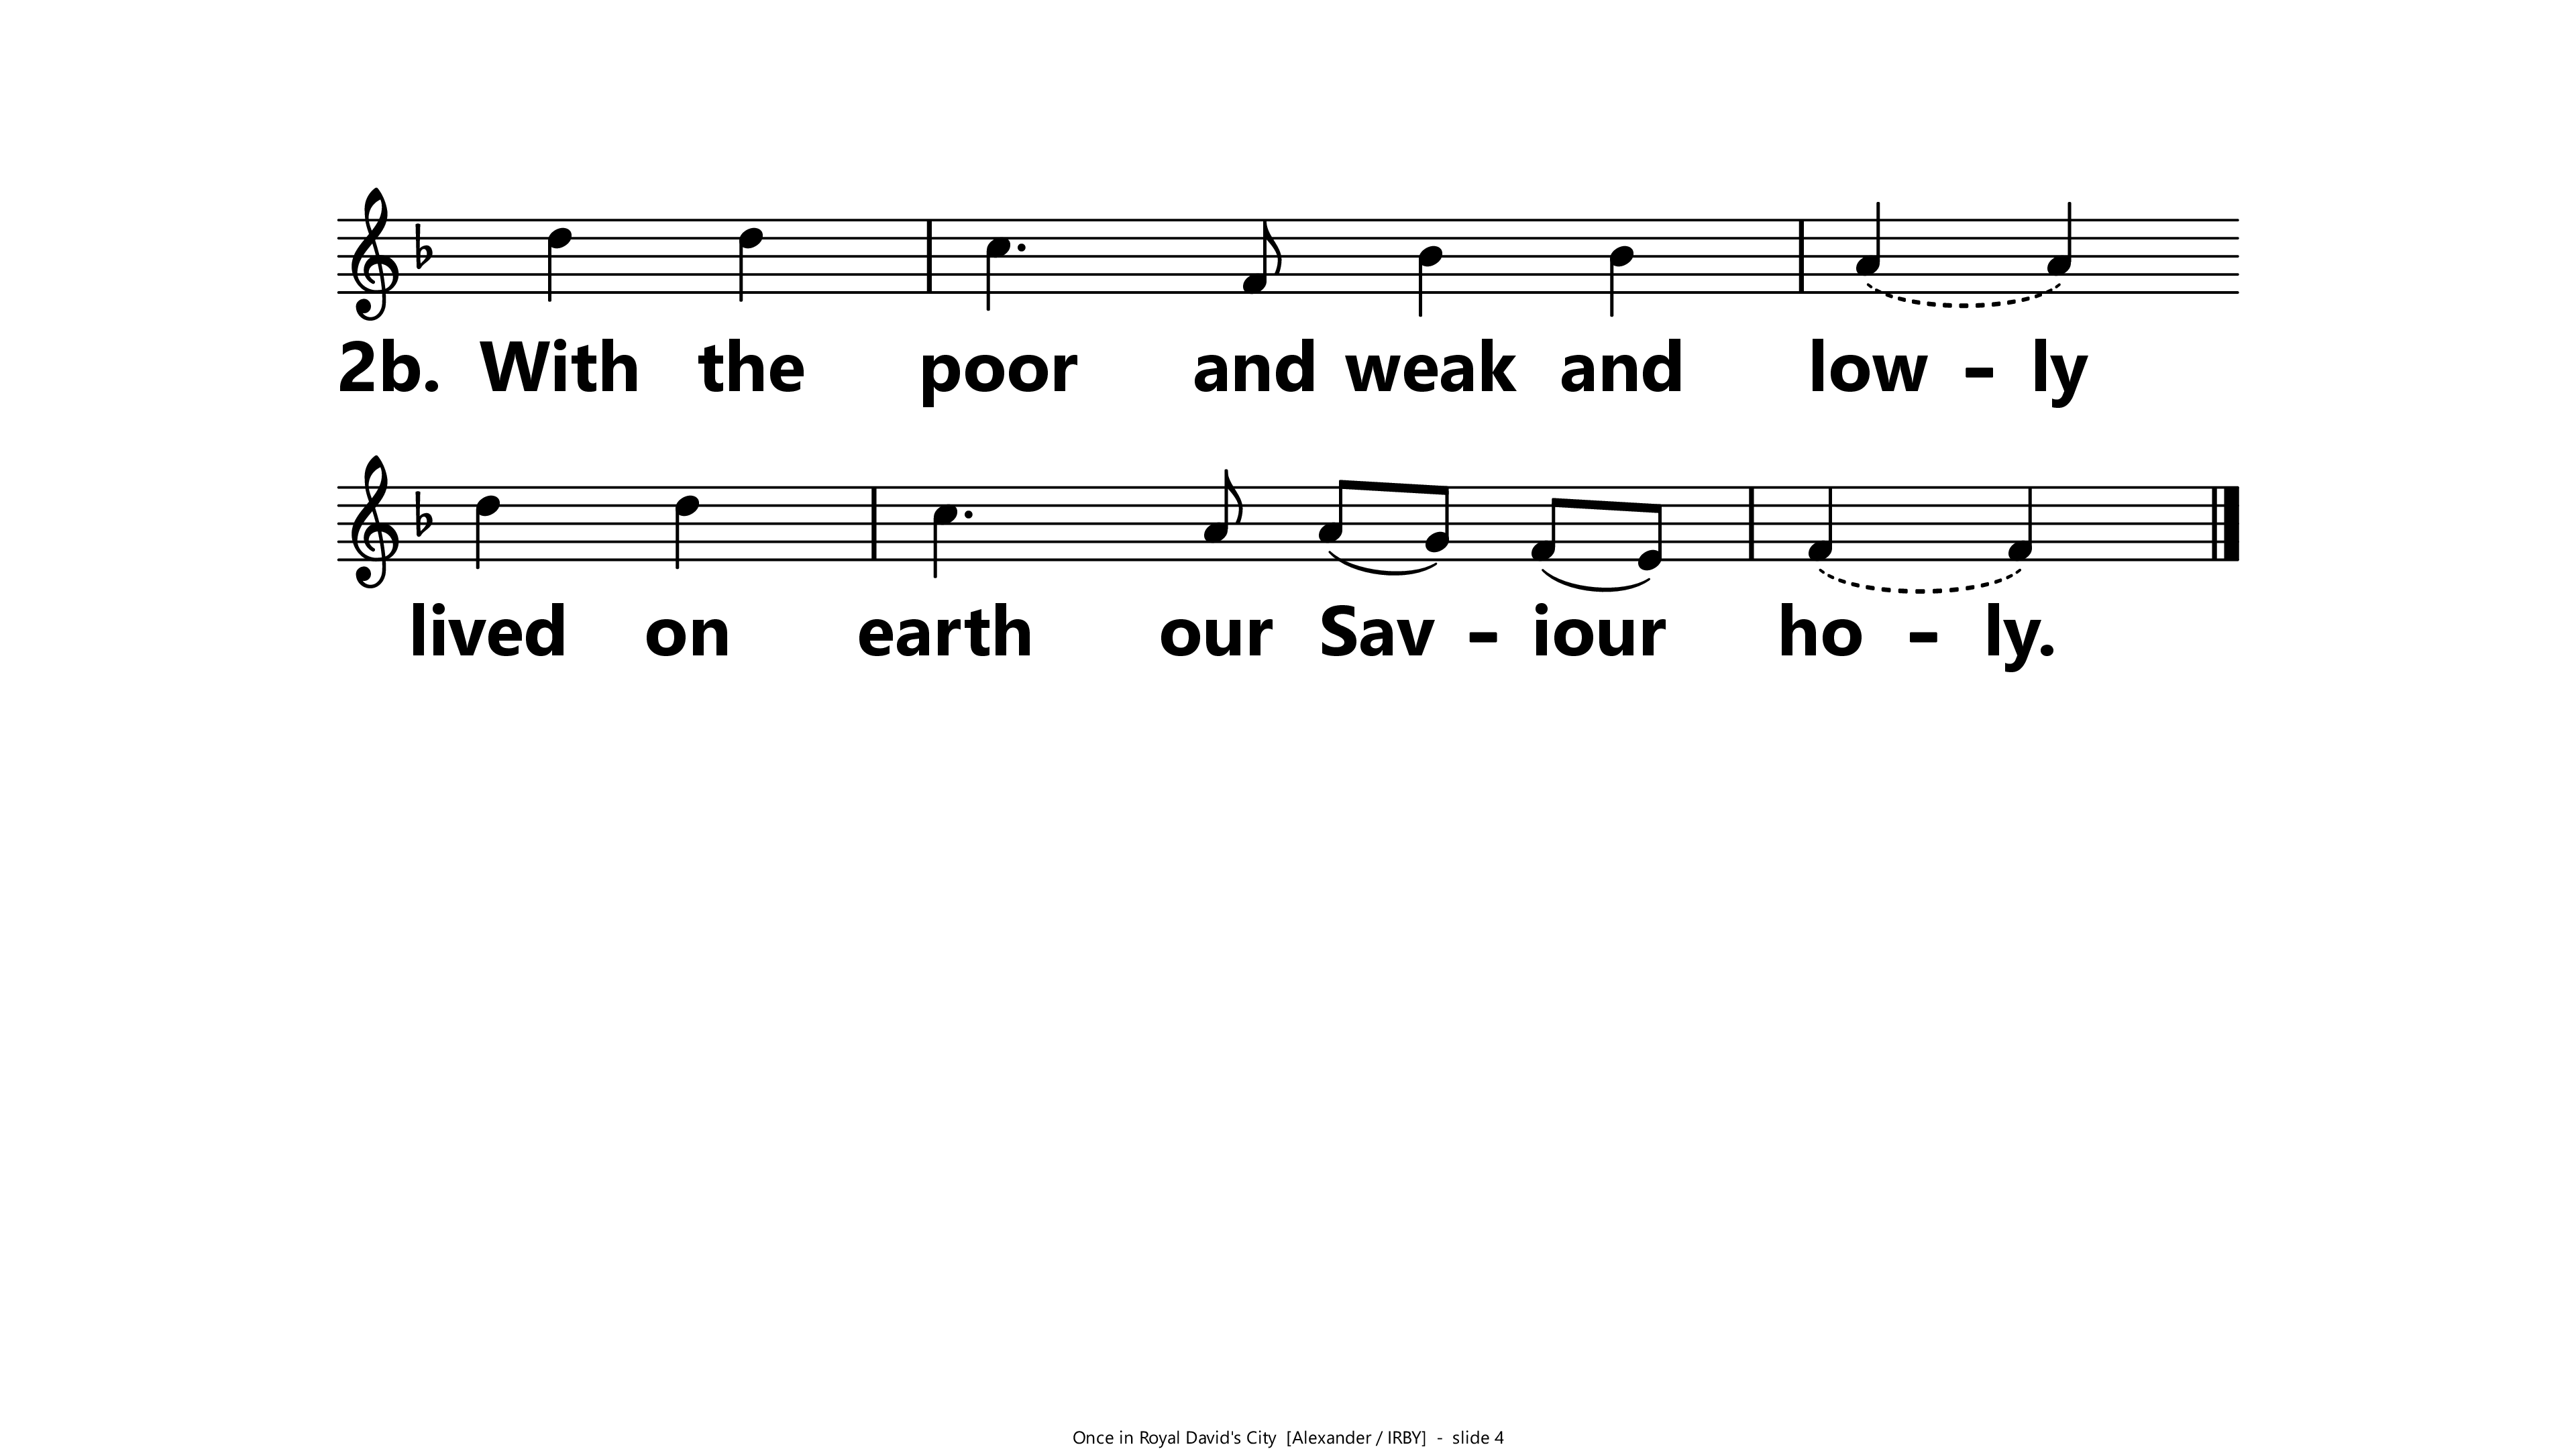 2b. With the poor and weak and low - ly
lived on earth our Sav - iour ho - ly.
Once in Royal David's City [Alexander / IRBY] - slide 4